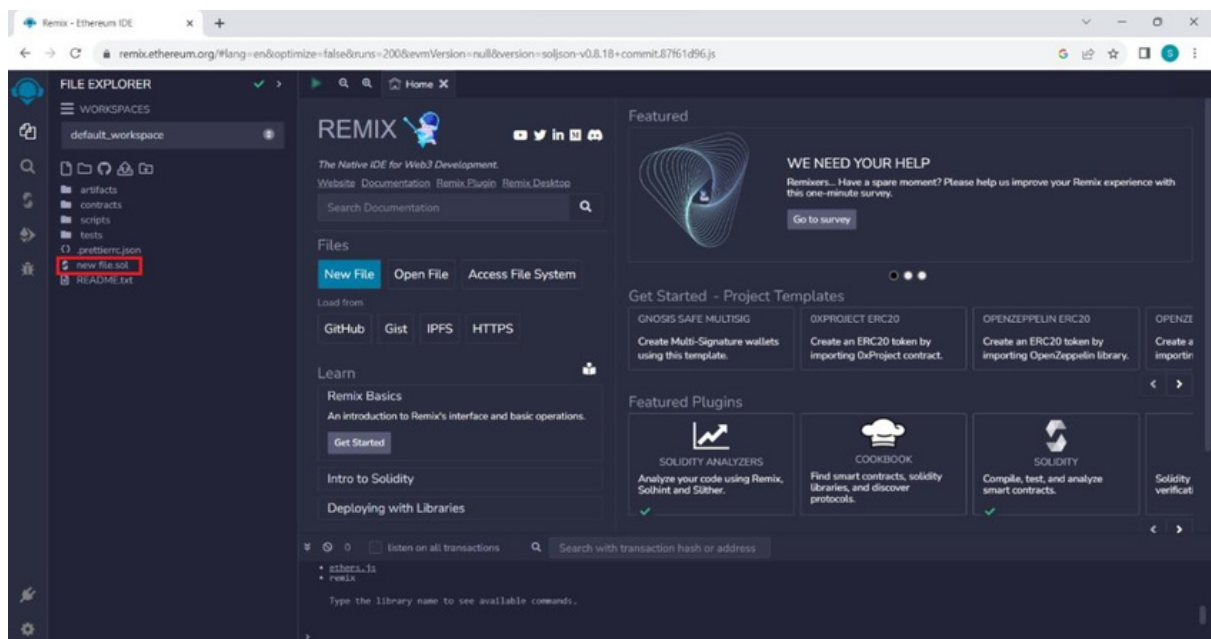 Remix - Ethereum IDE
remix.ethereum.org/#lang=en&optimize=false&runs=200&evmVersion=null&version=soljson-v0.8.18+commit.87f61d96.js
G
S
FILE EXPLORER
WORKSPACES
default_workspace
artifacts
contracts
scripts
tests
.prettierrc.json
new file.sol
README.txt
Home
REMIX
The Native IDE for Web3 Development.
Website Documentation Remix Plugin Remix Desktop
Search Documentation
Files
New File Open File Access File System
Load from
GitHub Gist IPFS HTTPS
Learn
Remix Basics
An introduction to Remix's interface and basic operations.
Get Started
Intro to Solidity
Deploying with Libraries
Featured
WE NEED YOUR HELP
Remixers... Have a spare moment? Please help us improve your Remix experience with
this one-minute survey.
Go to survey
Get Started - Project Templates
GNOSIS SAFE MULTISIG
Create Multi-Signature wallets
using this template.
0XPROJECT ERC20
Create an ERC20 token by
importing 0xProject contract.
OPENZEPPELIN ERC20
Create an ERC20 token by
importing OpenZeppelin library.
OPENZE
Create a
importin
Featured Plugins
SOLIDITY ANALYZERS
Analyze your code using Remix,
Solhint and Slither.
COOKBOOK
Find smart contracts, solidity
libraries, and discover
protocols.
SOLIDITY
Compile, test, and analyze
smart contracts.
Solidity
verificati
0 listen on all transactions Search with transaction hash or address
• ethers.js
• remix
Type the library name to see available commands.
>